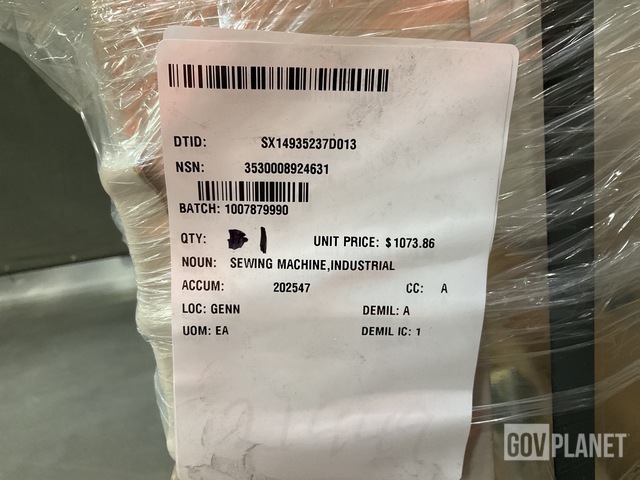 DTID: SX14935237D013
NSN: 3530008924631
BATCH: 1007879990
QTY: 1 UNIT PRICE: $1073.86
NOUN: SEWING MACHINE,INDUSTRIAL
ACCUM: 202547 CC: A
LOC: GENN DEMIL: A
UOM: EA DEMIL IC: 1
GOVPLANET